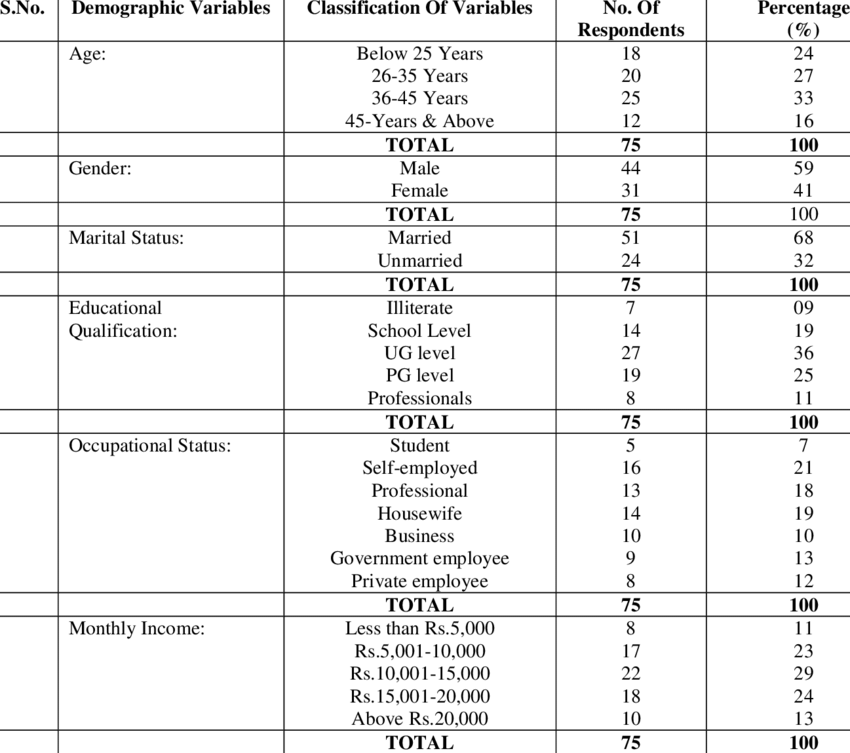 S.No. Demographic Variables Classification Of Variables No. Of Percentage
Respondents (%)
Age: Below 25 Years 18 24
26-35 Years 20 27
36-45 Years 25 33
45-Years & Above 12 16
TOTAL 75 100
Gender: Male 44 59
Female 31 41
TOTAL 75 100
Marital Status: Married 51 68
Unmarried 24 32
TOTAL 75 100
Educational Illiterate 7 09
Qualification: School Level 14 19
UG level 27 36
PG level 19 25
Professionals 8 11
TOTAL 75 100
Occupational Status: Student 5 7
Self-employed 16 21
Professional 13 18
Housewife 14 19
Business 10 10
Government employee 9 13
Private employee 8 12
TOTAL 75 100
Monthly Income: Less than Rs.5,000 8 11
Rs.5,001-10,000 17 23
Rs.10,001-15,000 22 29
Rs.15,001-20,000 18 24
Above Rs.20,000 10 13
TOTAL 75 100